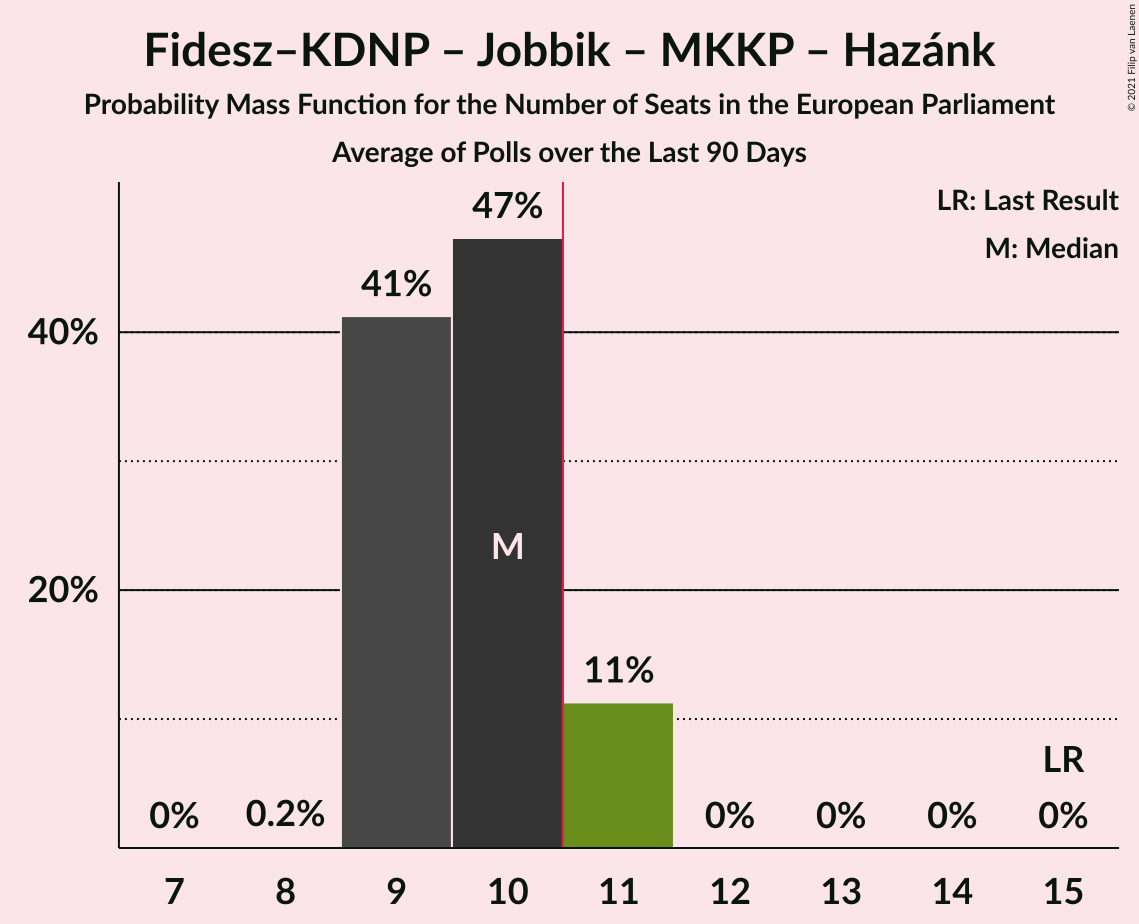 Fidesz–KDNP – Jobbik – MKKP – Hazánk
Probability Mass Function for the Number of Seats in the European Parliament
Average of Polls over the Last 90 Days
© 2021 Filip van Laenen
LR: Last Result
M: Median
47%
41%
40%
M
20%
11%
LR
0%
0.2%
0%
0%
0%
0%
7
8
9
10
11
12
13
14
15